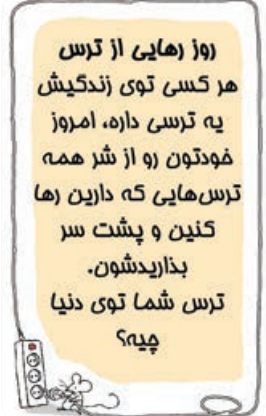 روز رهایی از ترس
هر کسی توی زندگیش
یه ترسی داره، امروز
خودتون رو از شر همه
ترس‌هایی که دارین رها
کنین و پشت سر
بذاریدشون.
ترس شما توی دنیا
چیه؟